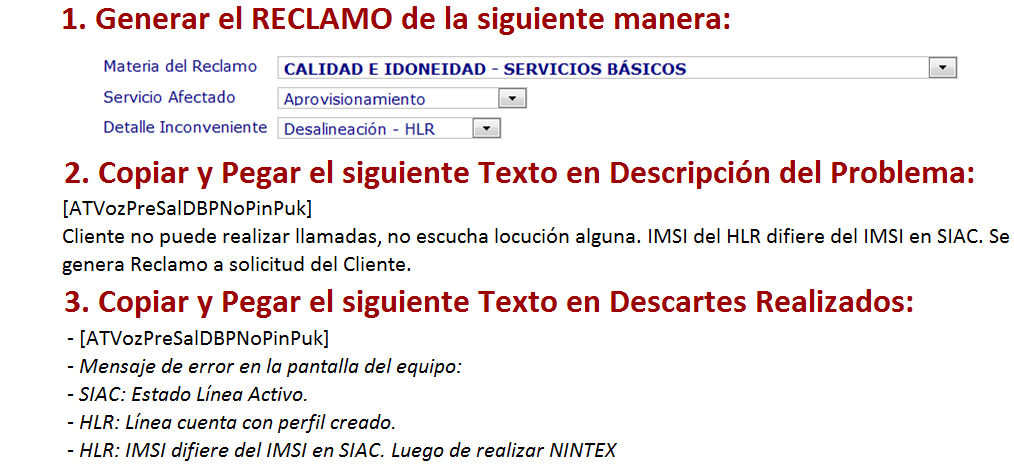 1. Generar el RECLAMO de la siguiente manera:
Materia del Reclamo CALIDAD E IDONEIDAD - SERVICIOS BÁSICOS
Servicio Afectado Aprovisionamiento
Detalle Inconveniente Desalineación - HLR
2. Copiar y Pegar el siguiente Texto en Descripción del Problema:
[ATVozPreSalDBPNoPinPuk]
Cliente no puede realizar llamadas, no escucha locución alguna. IMSI del HLR difiere del IMSI en SIAC. Se
genera Reclamo a solicitud del Cliente.
3. Copiar y Pegar el siguiente Texto en Descartes Realizados:
- [ATVozPreSalDBPNoPinPuk]
- Mensaje de error en la pantalla del equipo:
- SIAC: Estado Línea Activo.
- HLR: Línea cuenta con perfil creado.
- HLR: IMSI difiere del IMSI en SIAC. Luego de realizar NINTEX